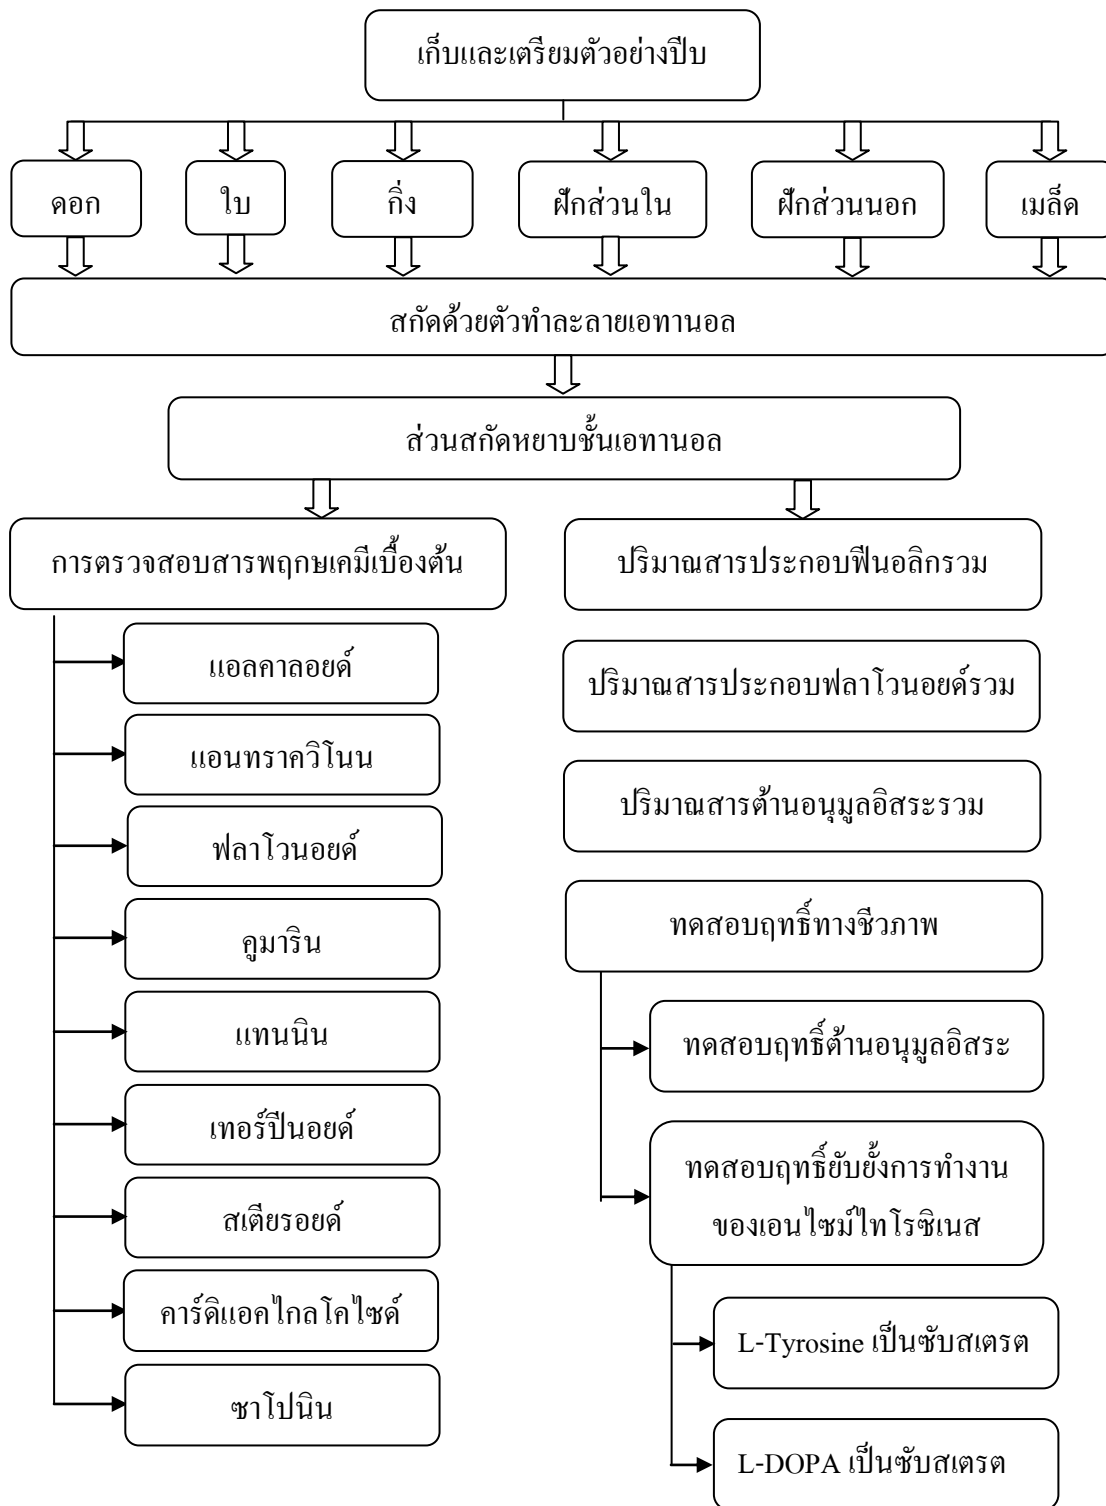 เก็บและเตรียมตัวอย่างปีบ
ดอก
ใบ
กิ่ง
ฝักส่วนใน
ฝักส่วนนอก
เมล็ด
สกัดด้วยตัวทำละลายเอทานอล
ส่วนสกัดหยาบชั้นเอทานอล
การตรวจสอบสารพฤกษเคมีเบื้องต้น
แอลคาลอยด์
แอนทราควิโนน
ฟลาโวนอยด์
คูมาริน
แทนนิน
เทอร์ปีนอยด์
สเตียรอยด์
คาร์ดิแอคไกลโคไซด์
ซาโปนิน
ปริมาณสารประกอบฟีนอลิกรวม
ปริมาณสารประกอบฟลาโวนอยด์รวม
ปริมาณสารต้านอนุมูลอิสระรวม
ทดสอบฤทธิ์ทางชีวภาพ
ทดสอบฤทธิ์ต้านอนุมูลอิสระ
ทดสอบฤทธิ์ยับยั้งการทำงาน
ของเอนไซม์ไทโรซิเนส
L-Tyrosine เป็นซับสเตรต
L-DOPA เป็นซับสเตรต